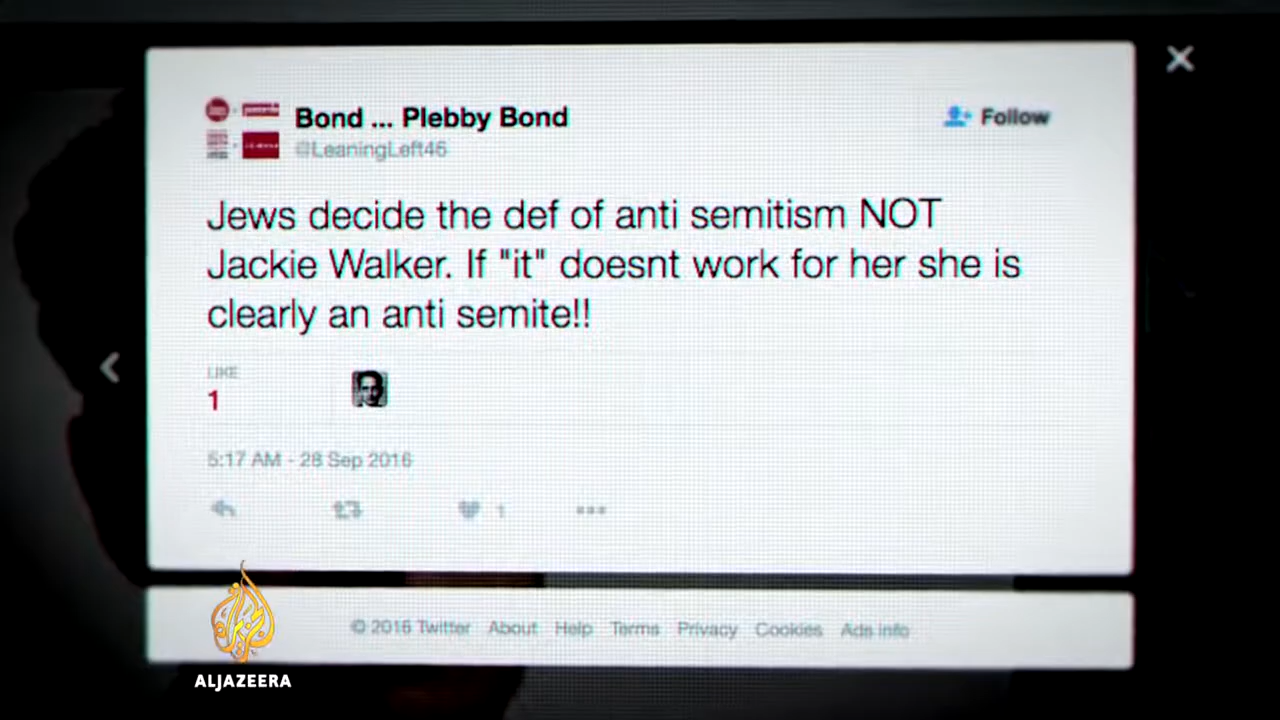 Bond ... Plebby Bond
@LeaningLeft46
Follow
Jews decide the def of anti semitism NOT
Jackie Walker. If "it" doesnt work for her she is
clearly an anti semite!!
LIKE
1
5:17 AM - 28 Sep 2016
1
© 2016 Twitter About Help Terms Privacy Cookies Ads info
ALJAZEERA